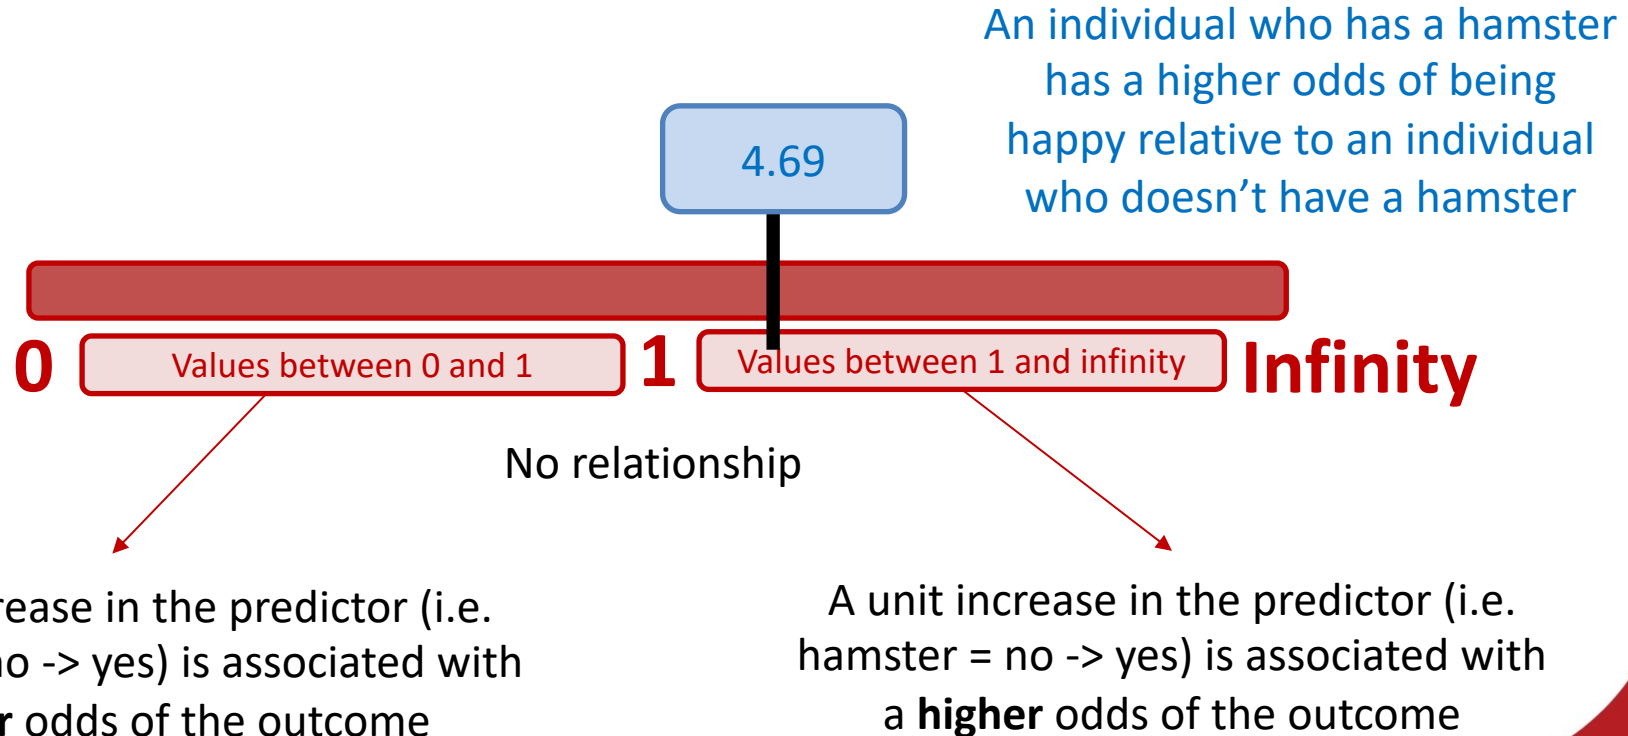 An individual who has a hamster
has a higher odds of being
happy relative to an individual
who doesn't have a hamster
4.69
0
Values between 0 and 1
1
Values between 1 and infinity
Infinity
No relationship
in the predictor (i.e.
-> yes) is associated with
odds of the outcome
A unit increase in the predictor (i.e.
hamster = no -> yes) is associated with
a higher odds of the outcome